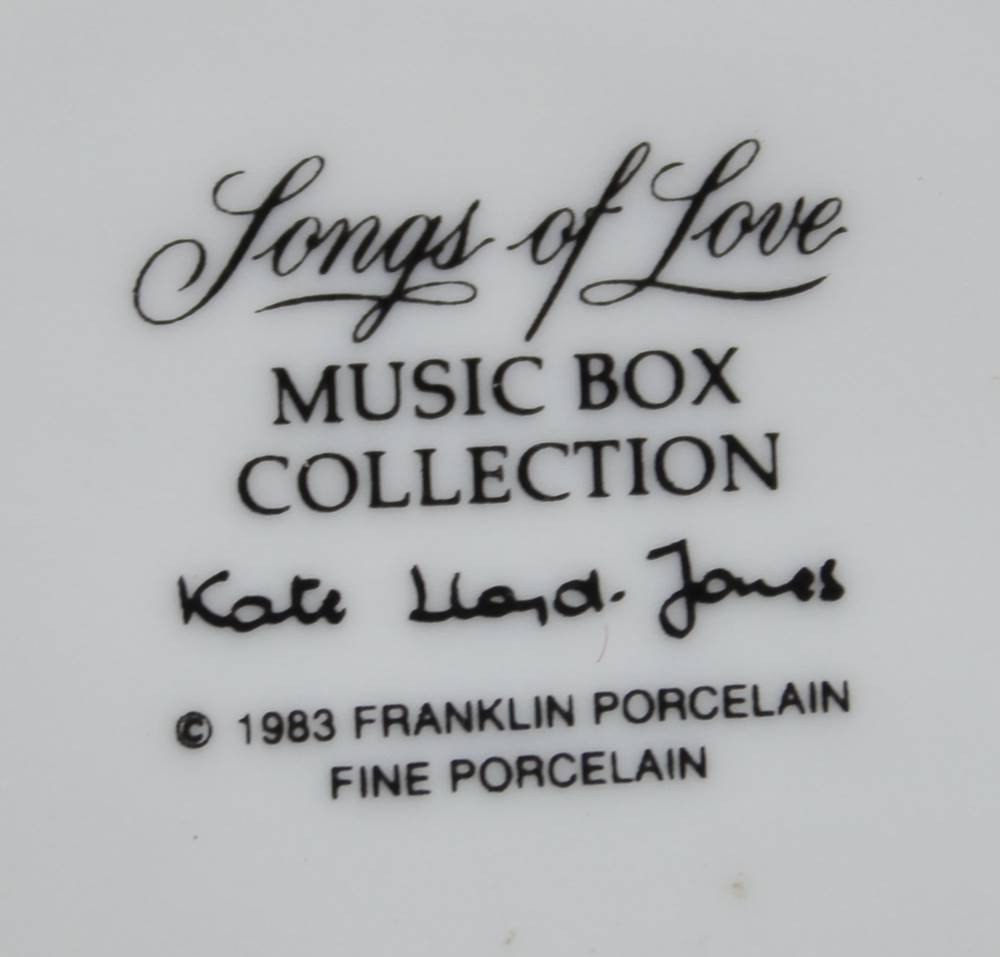 Songs of Love
MUSIC BOX
COLLECTION
Kate Lloyd-Jones
© 1983 FRANKLIN PORCELAIN
FINE PORCELAIN